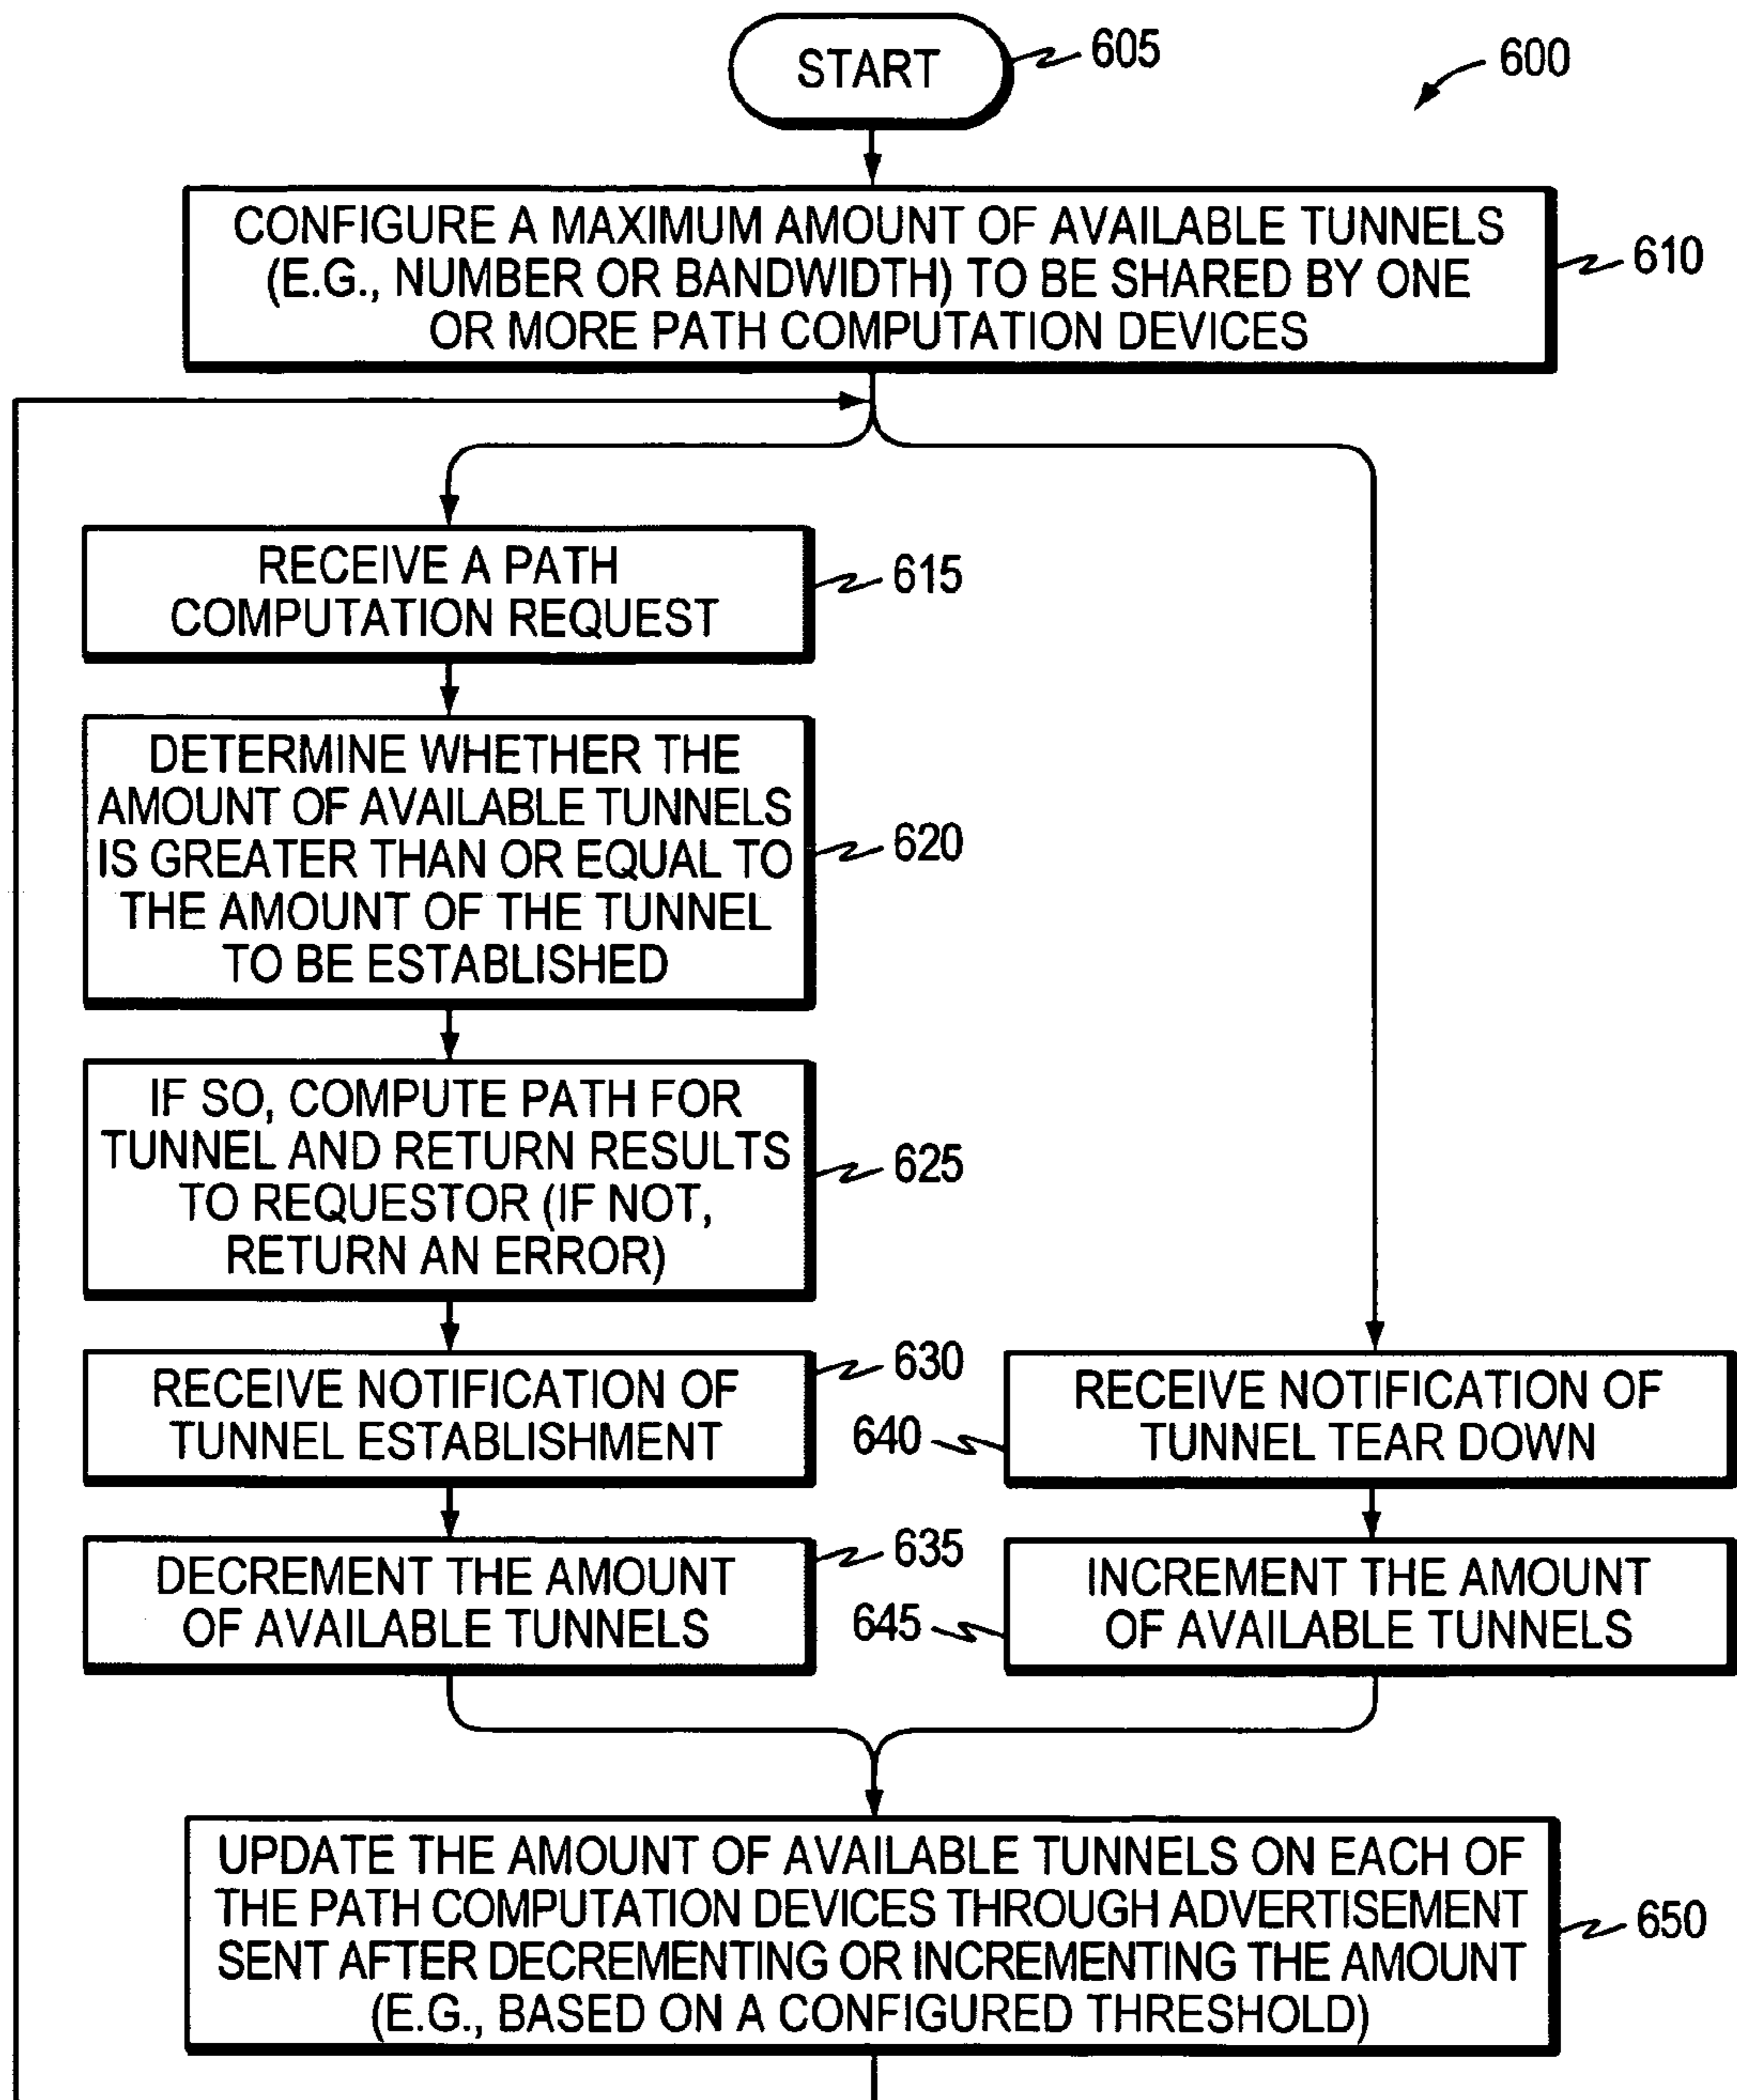 START
605
600
CONFIGURE A MAXIMUM AMOUNT OF AVAILABLE TUNNELS
(E.G., NUMBER OR BANDWIDTH) TO BE SHARED BY ONE
OR MORE PATH COMPUTATION DEVICES
610
RECEIVE A PATH
COMPUTATION REQUEST
615
DETERMINE WHETHER THE
AMOUNT OF AVAILABLE TUNNELS
IS GREATER THAN OR EQUAL TO
THE AMOUNT OF THE TUNNEL
TO BE ESTABLISHED
620
IF SO, COMPUTE PATH FOR
TUNNEL AND RETURN RESULTS
TO REQUESTOR (IF NOT,
RETURN AN ERROR)
625
RECEIVE NOTIFICATION OF
TUNNEL ESTABLISHMENT
630
DECREMENT THE AMOUNT
OF AVAILABLE TUNNELS
635
RECEIVE NOTIFICATION OF
TUNNEL TEAR DOWN
640
INCREMENT THE AMOUNT
OF AVAILABLE TUNNELS
645
UPDATE THE AMOUNT OF AVAILABLE TUNNELS ON EACH OF
THE PATH COMPUTATION DEVICES THROUGH ADVERTISEMENT
SENT AFTER DECREMENTING OR INCREMENTING THE AMOUNT
(E.G., BASED ON A CONFIGURED THRESHOLD)
650